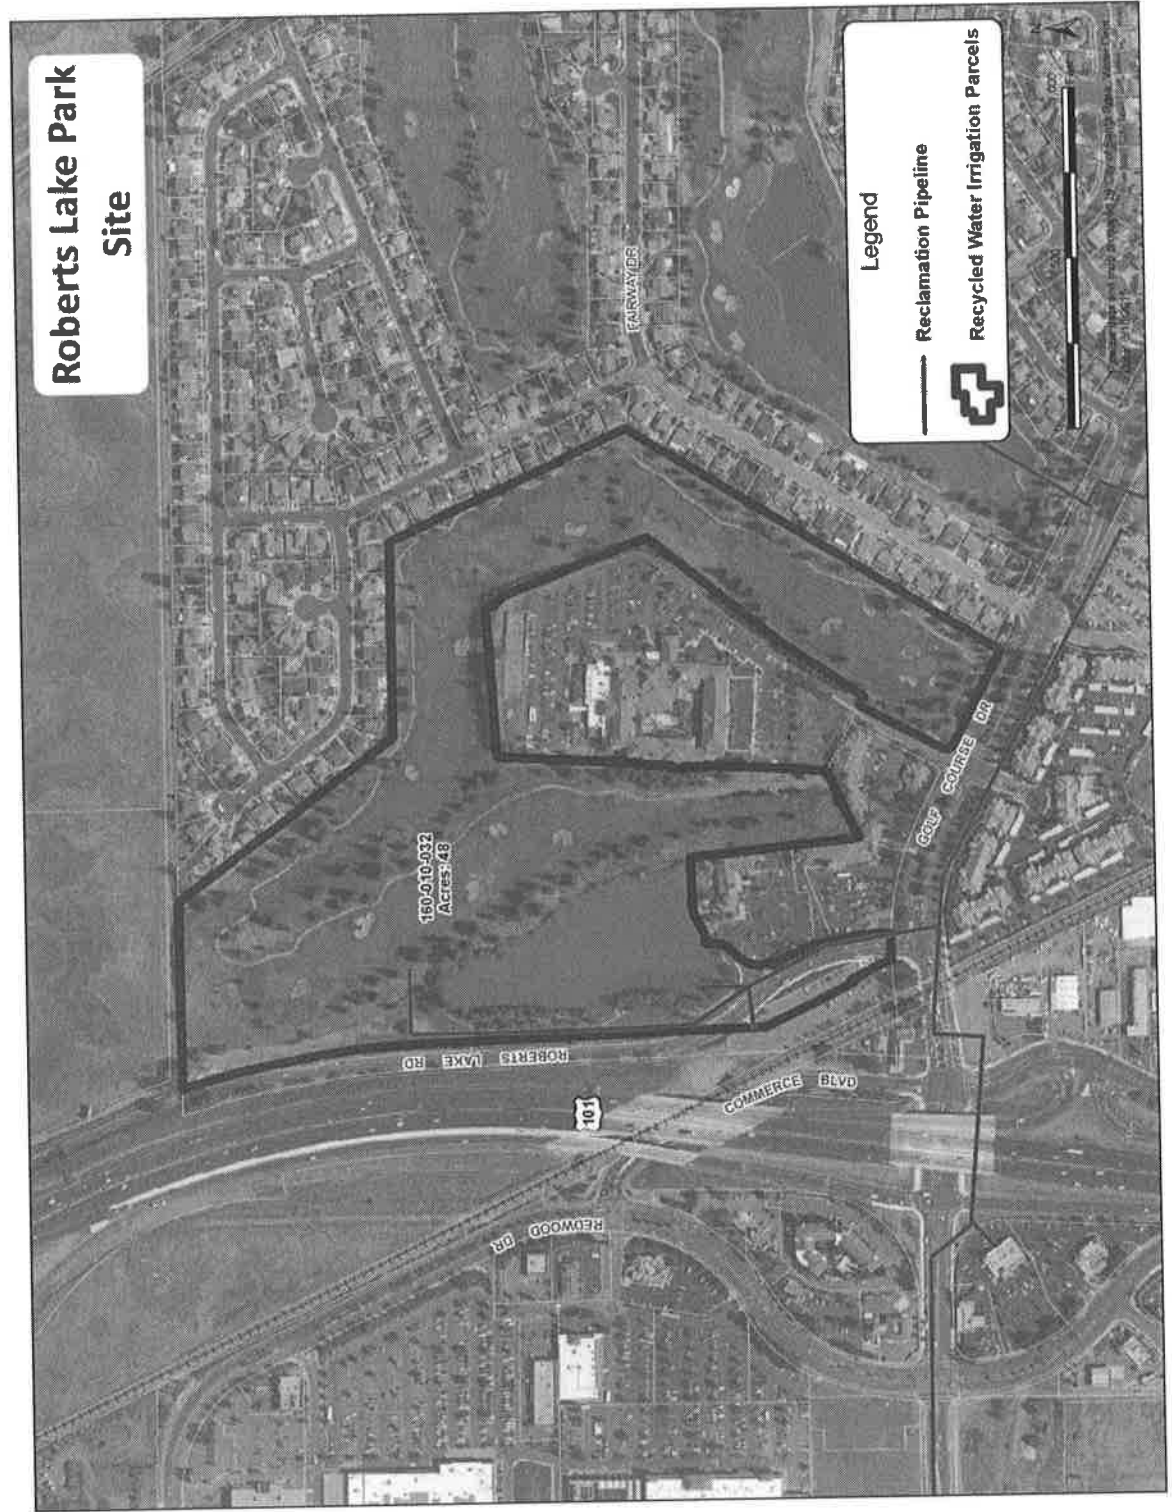 Roberts Lake Park
Site
FAIRWAY DR
160-010-032
Acres: 48
ROBERTS LAKE RD
101
COMMERCE BLVD
REDWOOD DR
GOLF COURSE DR
Legend
Reclamation Pipeline
Recycled Water Irrigation Parcels